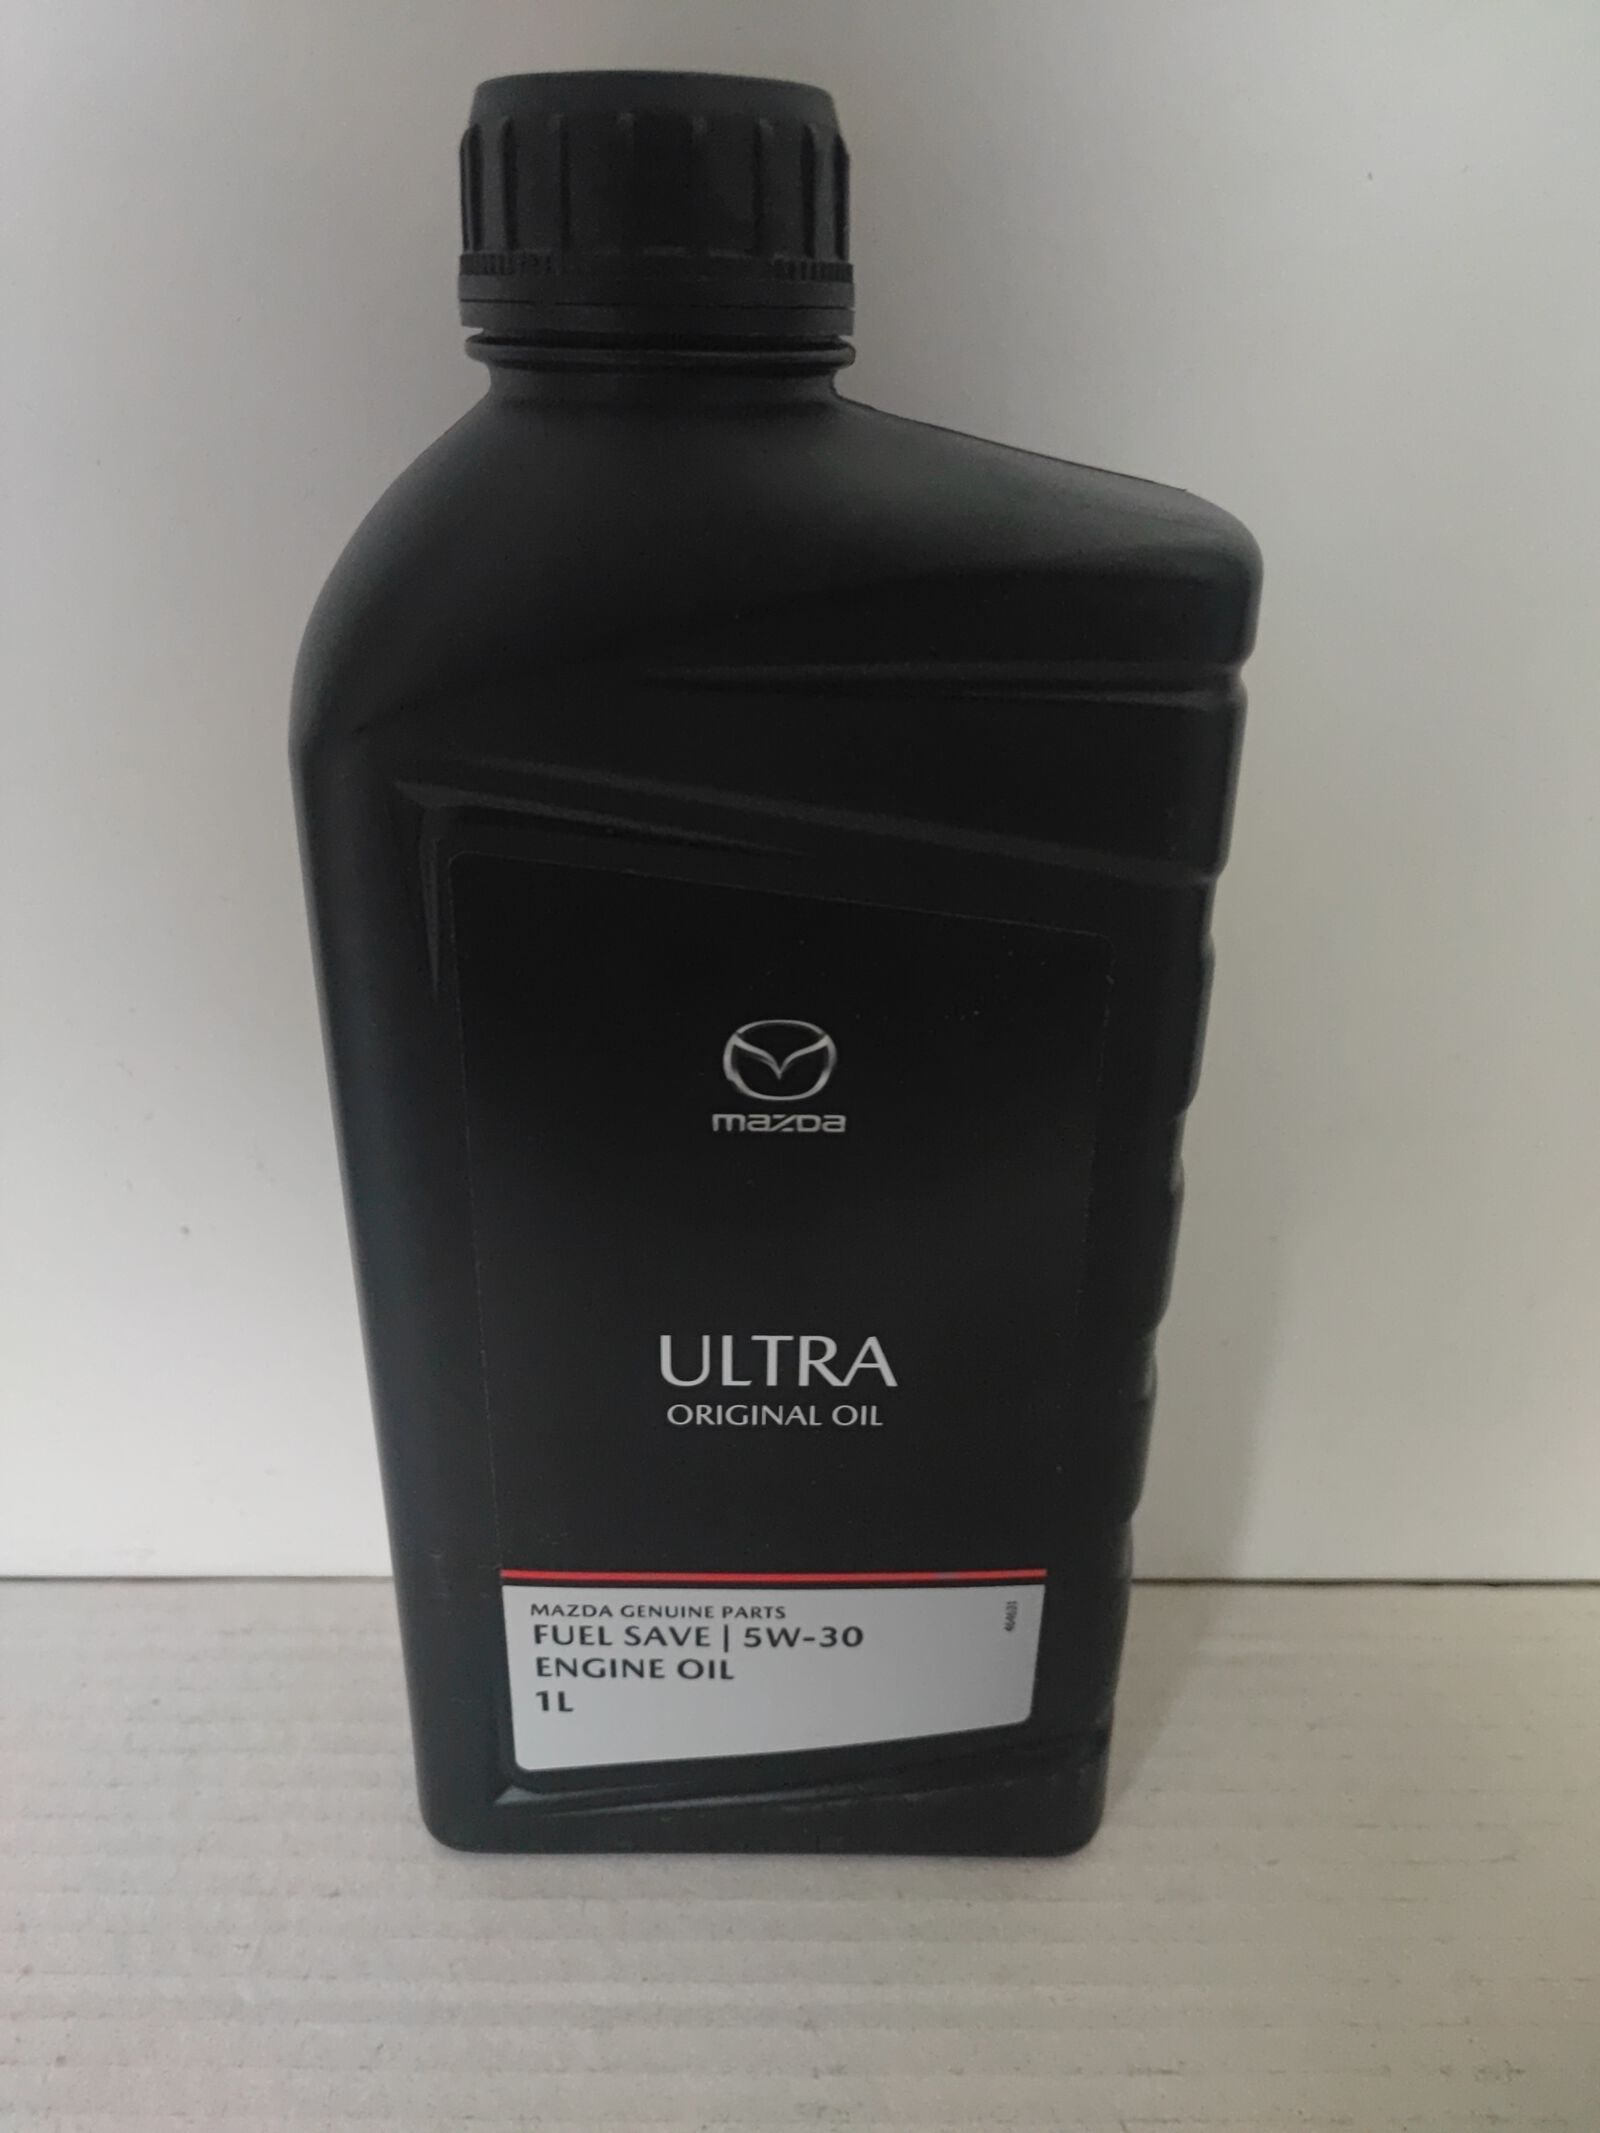 mazda
ULTRA
ORIGINAL OIL
MAZDA GENUINE PARTS
FUEL SAVE | 5W-30
ENGINE OIL
1L